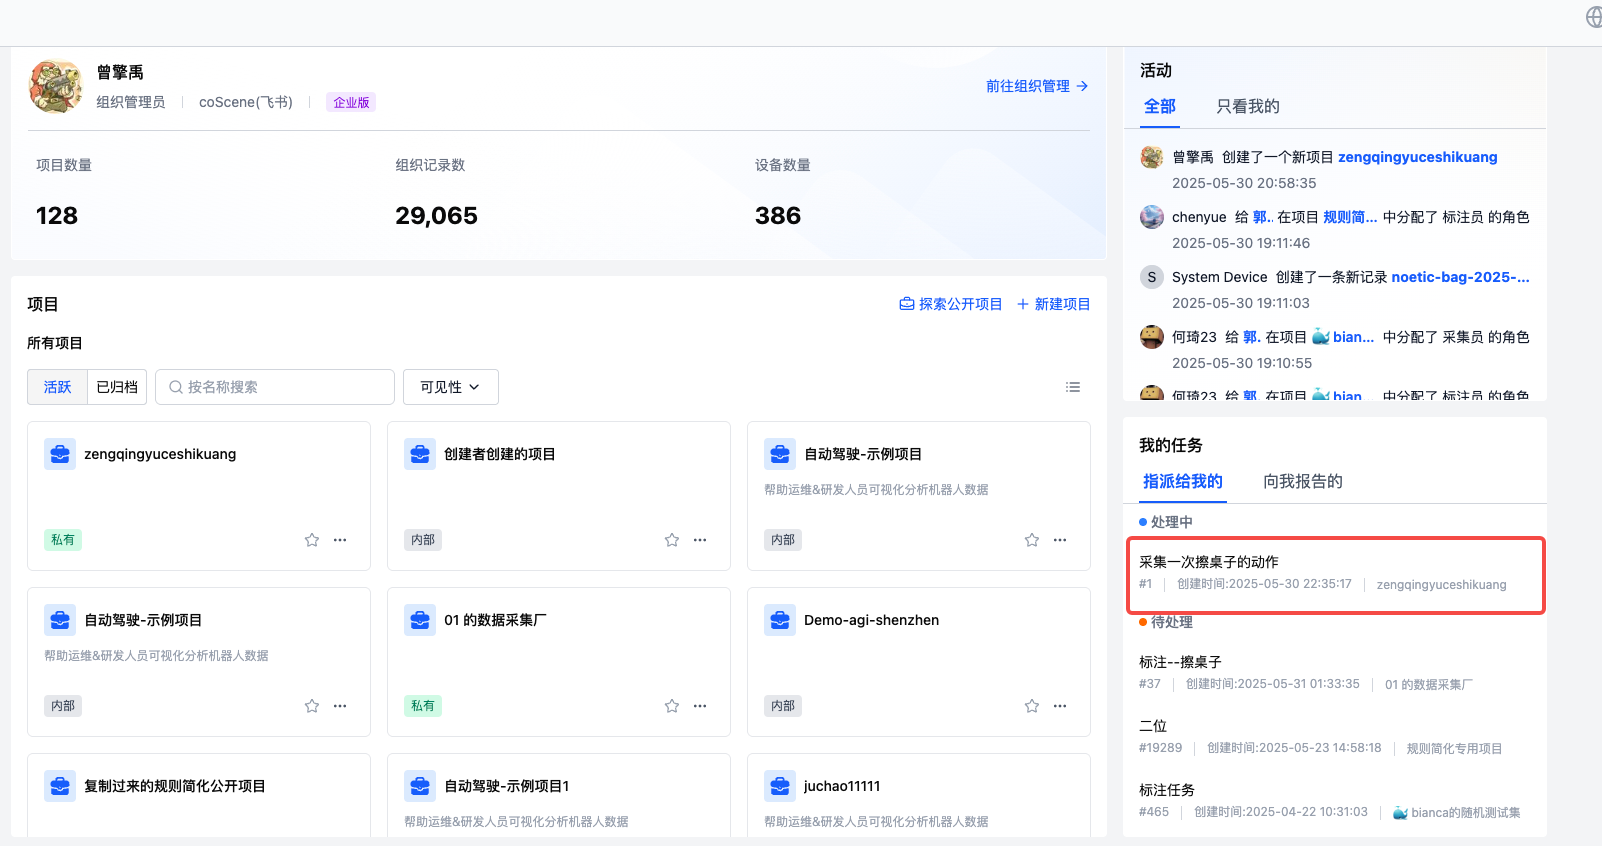 曾擎禹
组织管理员
coScene(飞书)
企业版
前往组织管理
项目数量
组织记录数
设备数量
128
29,065
386
项目
探索公开项目
新建项目
所有项目
活跃
已归档
按名称搜索
可见性
zengqingyuceshikuang
私有
创建者创建的项目
内部
自动驾驶-示例项目
帮助运维&研发人员可视化分析机器人数据
内部
自动驾驶-示例项目
帮助运维&研发人员可视化分析机器人数据
内部
01 的数据采集厂
私有
Demo-agi-shenzhen
内部
复制过来的规则简化公开项目
自动驾驶-示例项目1
帮助运维&研发人员可视化分析机器人数据
juchao11111
帮助运维&研发人员可视化分析机器人数据
活动
全部
只看我的
曾擎禹 创建了一个新项目 zengqingyuceshikuang
2025-05-30 20:58:35
chenyue 给 郭.. 在项目 规则简... 中分配了 标注员 的角色
2025-05-30 19:11:46
S
System Device 创建了一条新记录 noetic-bag-2025-...
2025-05-30 19:11:03
何琦23 给 郭. 在项目 bian... 中分配了 采集员 的角色
2025-05-30 19:10:55
何琦23 给 郭. 在项目 bian... 中分配了 标注员 的角色
我的任务
指派给我的
向我报告的
处理中
采集一次擦桌子的动作
#1
创建时间:2025-05-30 22:35:17
zengqingyuceshikuang
待处理
标注--擦桌子
#37
创建时间:2025-05-31 01:33:35
01 的数据采集厂
二位
#19289
创建时间:2025-05-23 14:58:18
规则简化专用项目
标注任务
#465
创建时间:2025-04-22 10:31:03
bianca的随机测试集